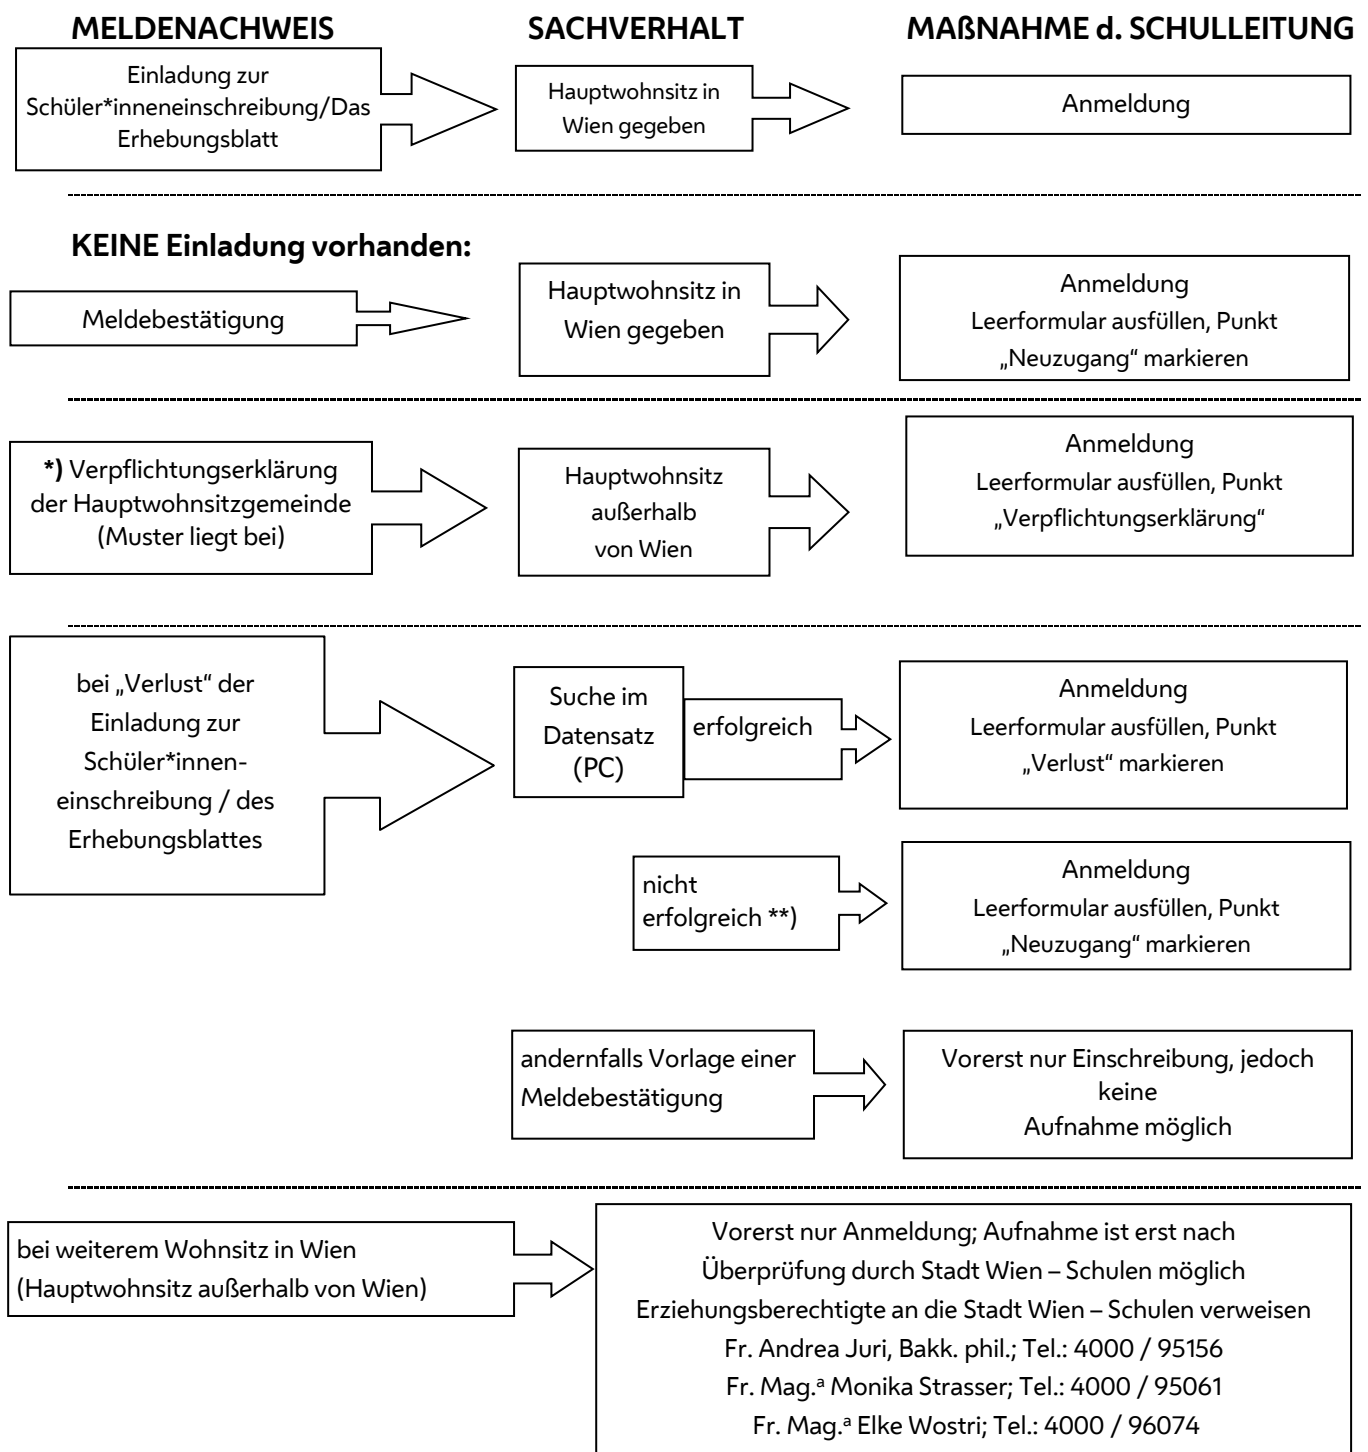 MELDENACHWEIS
SACHVERHALT
MAßNAHME d. SCHULLEITUNG
Einladung zur
Schüler*inneneinschreibung/Das
Erhebungsblatt
Hauptwohnsitz in
Wien gegeben
Anmeldung
KEINE Einladung vorhanden:
Meldebestätigung
Hauptwohnsitz in
Wien gegeben
Anmeldung
Leerformular ausfüllen, Punkt
„Neuzugang“ markieren
*) Verpflichtungserklärung
der Hauptwohnsitzgemeinde
(Muster liegt bei)
Hauptwohnsitz
außerhalb
von Wien
Anmeldung
Leerformular ausfüllen, Punkt
„Verpflichtungserklärung“
bei „Verlust“ der
Einladung zur
Schüler*innen-
einschreibung / des
Erhebungsblattes
Suche im
Datensatz
(PC)
erfolgreich
Anmeldung
Leerformular ausfüllen, Punkt
„Verlust“ markieren
nicht
erfolgreich **)
Anmeldung
Leerformular ausfüllen, Punkt
„Neuzugang“ markieren
andernfalls Vorlage einer
Meldebestätigung
Vorerst nur Einschreibung, jedoch
keine
Aufnahme möglich
bei weiterem Wohnsitz in Wien
(Hauptwohnsitz außerhalb von Wien)
Vorerst nur Anmeldung; Aufnahme ist erst nach
Überprüfung durch Stadt Wien – Schulen möglich
Erziehungsberechtigte an die Stadt Wien – Schulen verweisen
Fr. Andrea Juri, Bakk. phil.; Tel.: 4000 / 95156
Fr. Mag.ª Monika Strasser; Tel.: 4000 / 95061
Fr. Mag.ª Elke Wostri; Tel.: 4000 / 96074